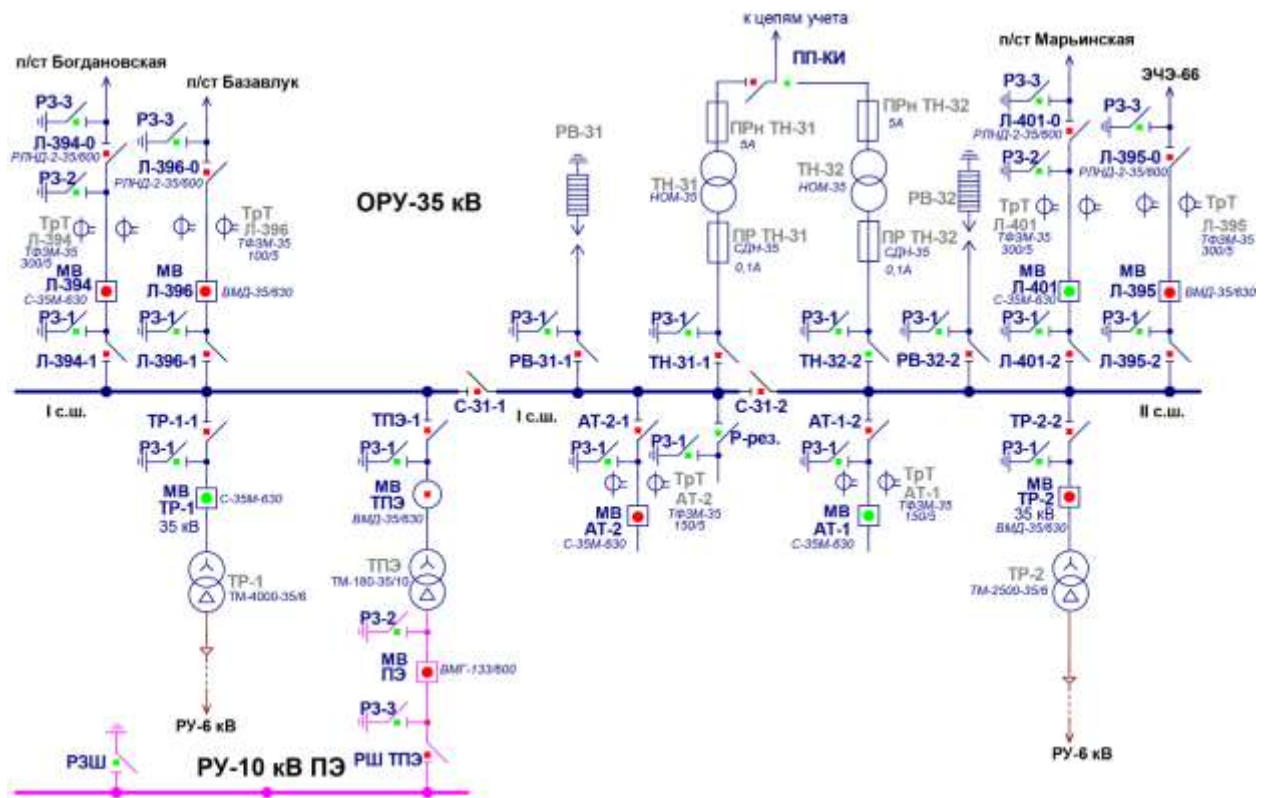 к цепям учета
п/ст Богдановская
п/ст Базавлук
ПП-КИ
п/ст Марьинская
ЭЧЭ-66
РЗ-3
Л-394-0
РЛНД-2-35/600
РЗ-2
РЗ-3
Л-396-0
РЛНД-2-35/600
ОРУ-35 кВ
РВ-31
ПРн ТН-31
5А
ПРн ТН-32
5А
ТН-31
НОМ-35
ТН-32
НОМ-35
РВ-32
РЗ-3
Л-401-0
РЛНД-2-35/600
РЗ-2
РЗ-3
Л-395-0
РЛНД-2-35/600
ТрТ
Л-394
ТФЗМ-35
300/5
ТрТ
Л-396
ТФЗМ-35
100/5
ПР ТН-31
СДН-35
0,1А
ПР ТН-32
СДН-35
0,1А
ТрТ
Л-401
ТФЗМ-35
300/5
ТрТ
Л-395
ТФЗМ-35
300/5
МВ
Л-394
С-35М-630
МВ
Л-396
ВМД-35/630
МВ
Л-401
С-35М-630
МВ
Л-395
ВМД-35/630
РЗ-1
РЗ-1
РЗ-1
РЗ-1
РЗ-1
РЗ-1
РЗ-1
РЗ-1
Л-394-1
Л-396-1
РВ-31-1
ТН-31-1
ТН-32-2
РВ-32-2
Л-401-2
Л-395-2
I с.ш.
С-31-1
I с.ш.
С-31-2
II с.ш.
ТР-1-1
ТПЭ-1
АТ-2-1
Р-рез.
АТ-1-2
ТР-2-2
РЗ-1
РЗ-1
РЗ-1
РЗ-1
РЗ-1
РЗ-1
МВ
ТР-1
35 кВ
С-35М-630
МВ
ТПЭ
ВМД-35/630
ТрТ
АТ-2
ТФЗМ-35
150/5
МВ
АТ-2
С-35М-630
ТрТ
АТ-1
ТФЗМ-35
150/5
МВ
АТ-1
С-35М-630
МВ
ТР-2
35 кВ
ВМД-35/630
ТР-1
ТМ-4000-35/6
ТПЭ
ТМ-180-35/10
ТР-2
ТМ-2500-35/6
РЗ-2
МВ
ПЭ
ВМГ-133/600
РЗ-3
РУ-6 кВ
РЗШ
РУ-10 кВ ПЭ
РШ ТПЭ
РУ-6 кВ